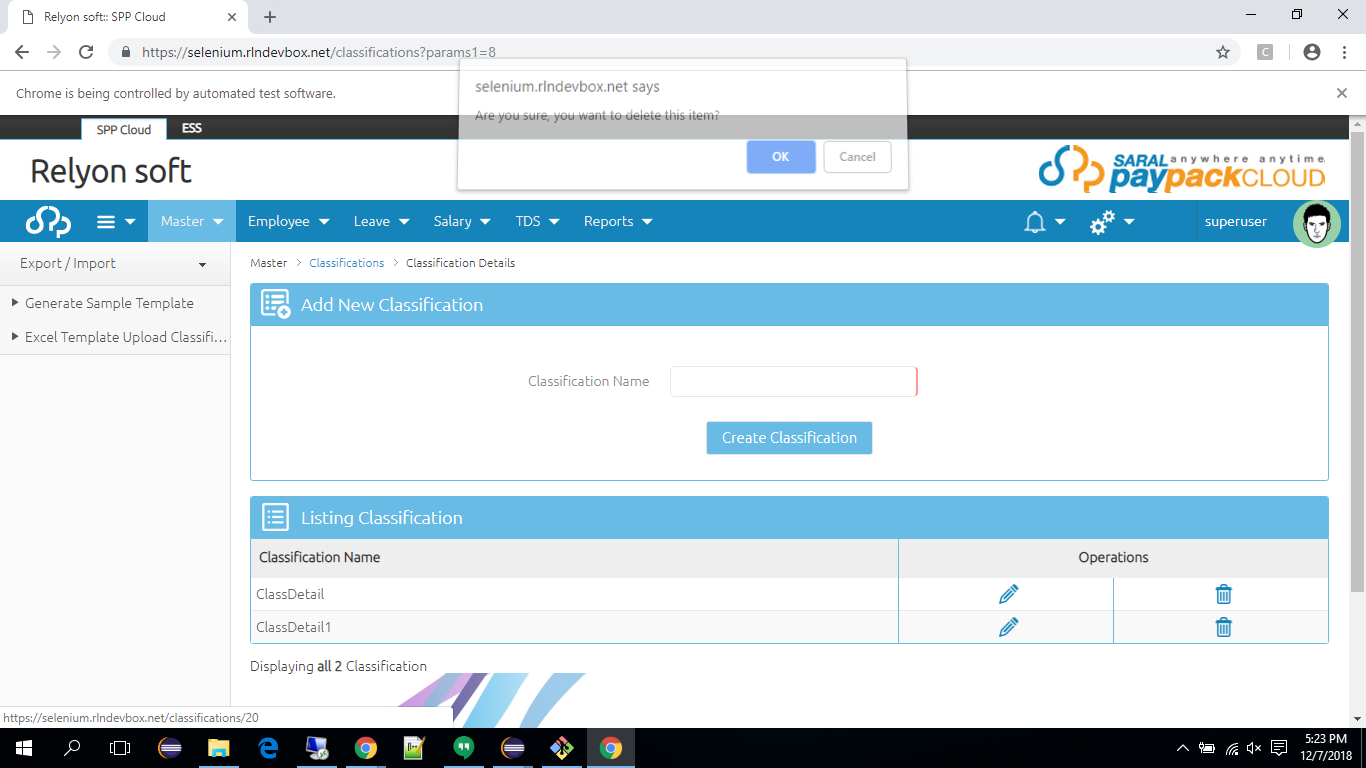 Relyon soft:: SPP Cloud
https://selenium.rlndevbox.net/classifications?params1=8
C
selenium.rlndevbox.net says
Are you sure, you want to delete this item?
OK Cancel
Chrome is being controlled by automated test software.
SPP Cloud ESS
Relyon soft
SARAL anywhere anytime
paypackCLOUD
Master Employee Leave Salary TDS Reports superuser
Export / Import
Master > Classifications > Classification Details
Generate Sample Template
Excel Template Upload Classifi...
Add New Classification
Classification Name
Create Classification
Listing Classification
Classification Name Operations
ClassDetail
ClassDetail1
Displaying all 2 Classification
https://selenium.rlndevbox.net/classifications/20
5:23 PM
12/7/2018